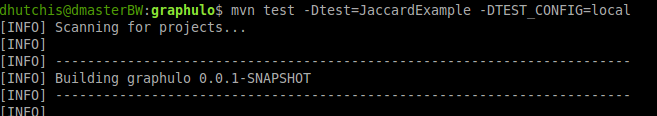 dhutchis@dmasterBW:graphulo$ mvn test -Dtest=JaccardExample -DTEST_CONFIG=local
[INFO] Scanning for projects...
[INFO]
[INFO] ------------------------------------------------------------------------
[INFO] Building graphulo 0.0.1-SNAPSHOT
[INFO] ------------------------------------------------------------------------
[INFO]